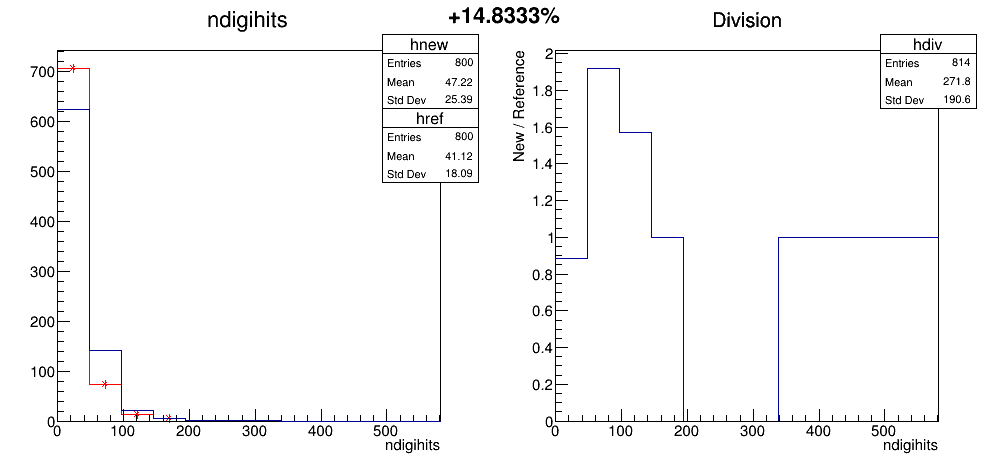 +14.8333%
ndigihits
hnew
Entries 800
Mean 47.22
Std Dev 25.39
href
Entries 800
Mean 41.12
Std Dev 18.09
700
600
500
400
300
200
100
0
0 100 200 300 400 500
ndigihits
Division
hdiv
Entries 814
Mean 271.8
Std Dev 190.6
New / Reference
2
1.8
1.6
1.4
1.2
1
0.8
0.6
0.4
0.2
0
0 100 200 300 400 500
ndigihits